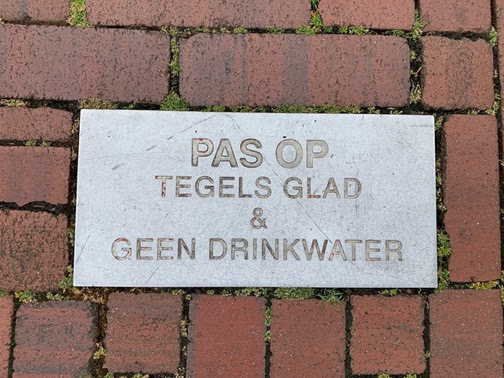 PAS OP
TEGELS GLAD
&
GEEN DRINKWATER